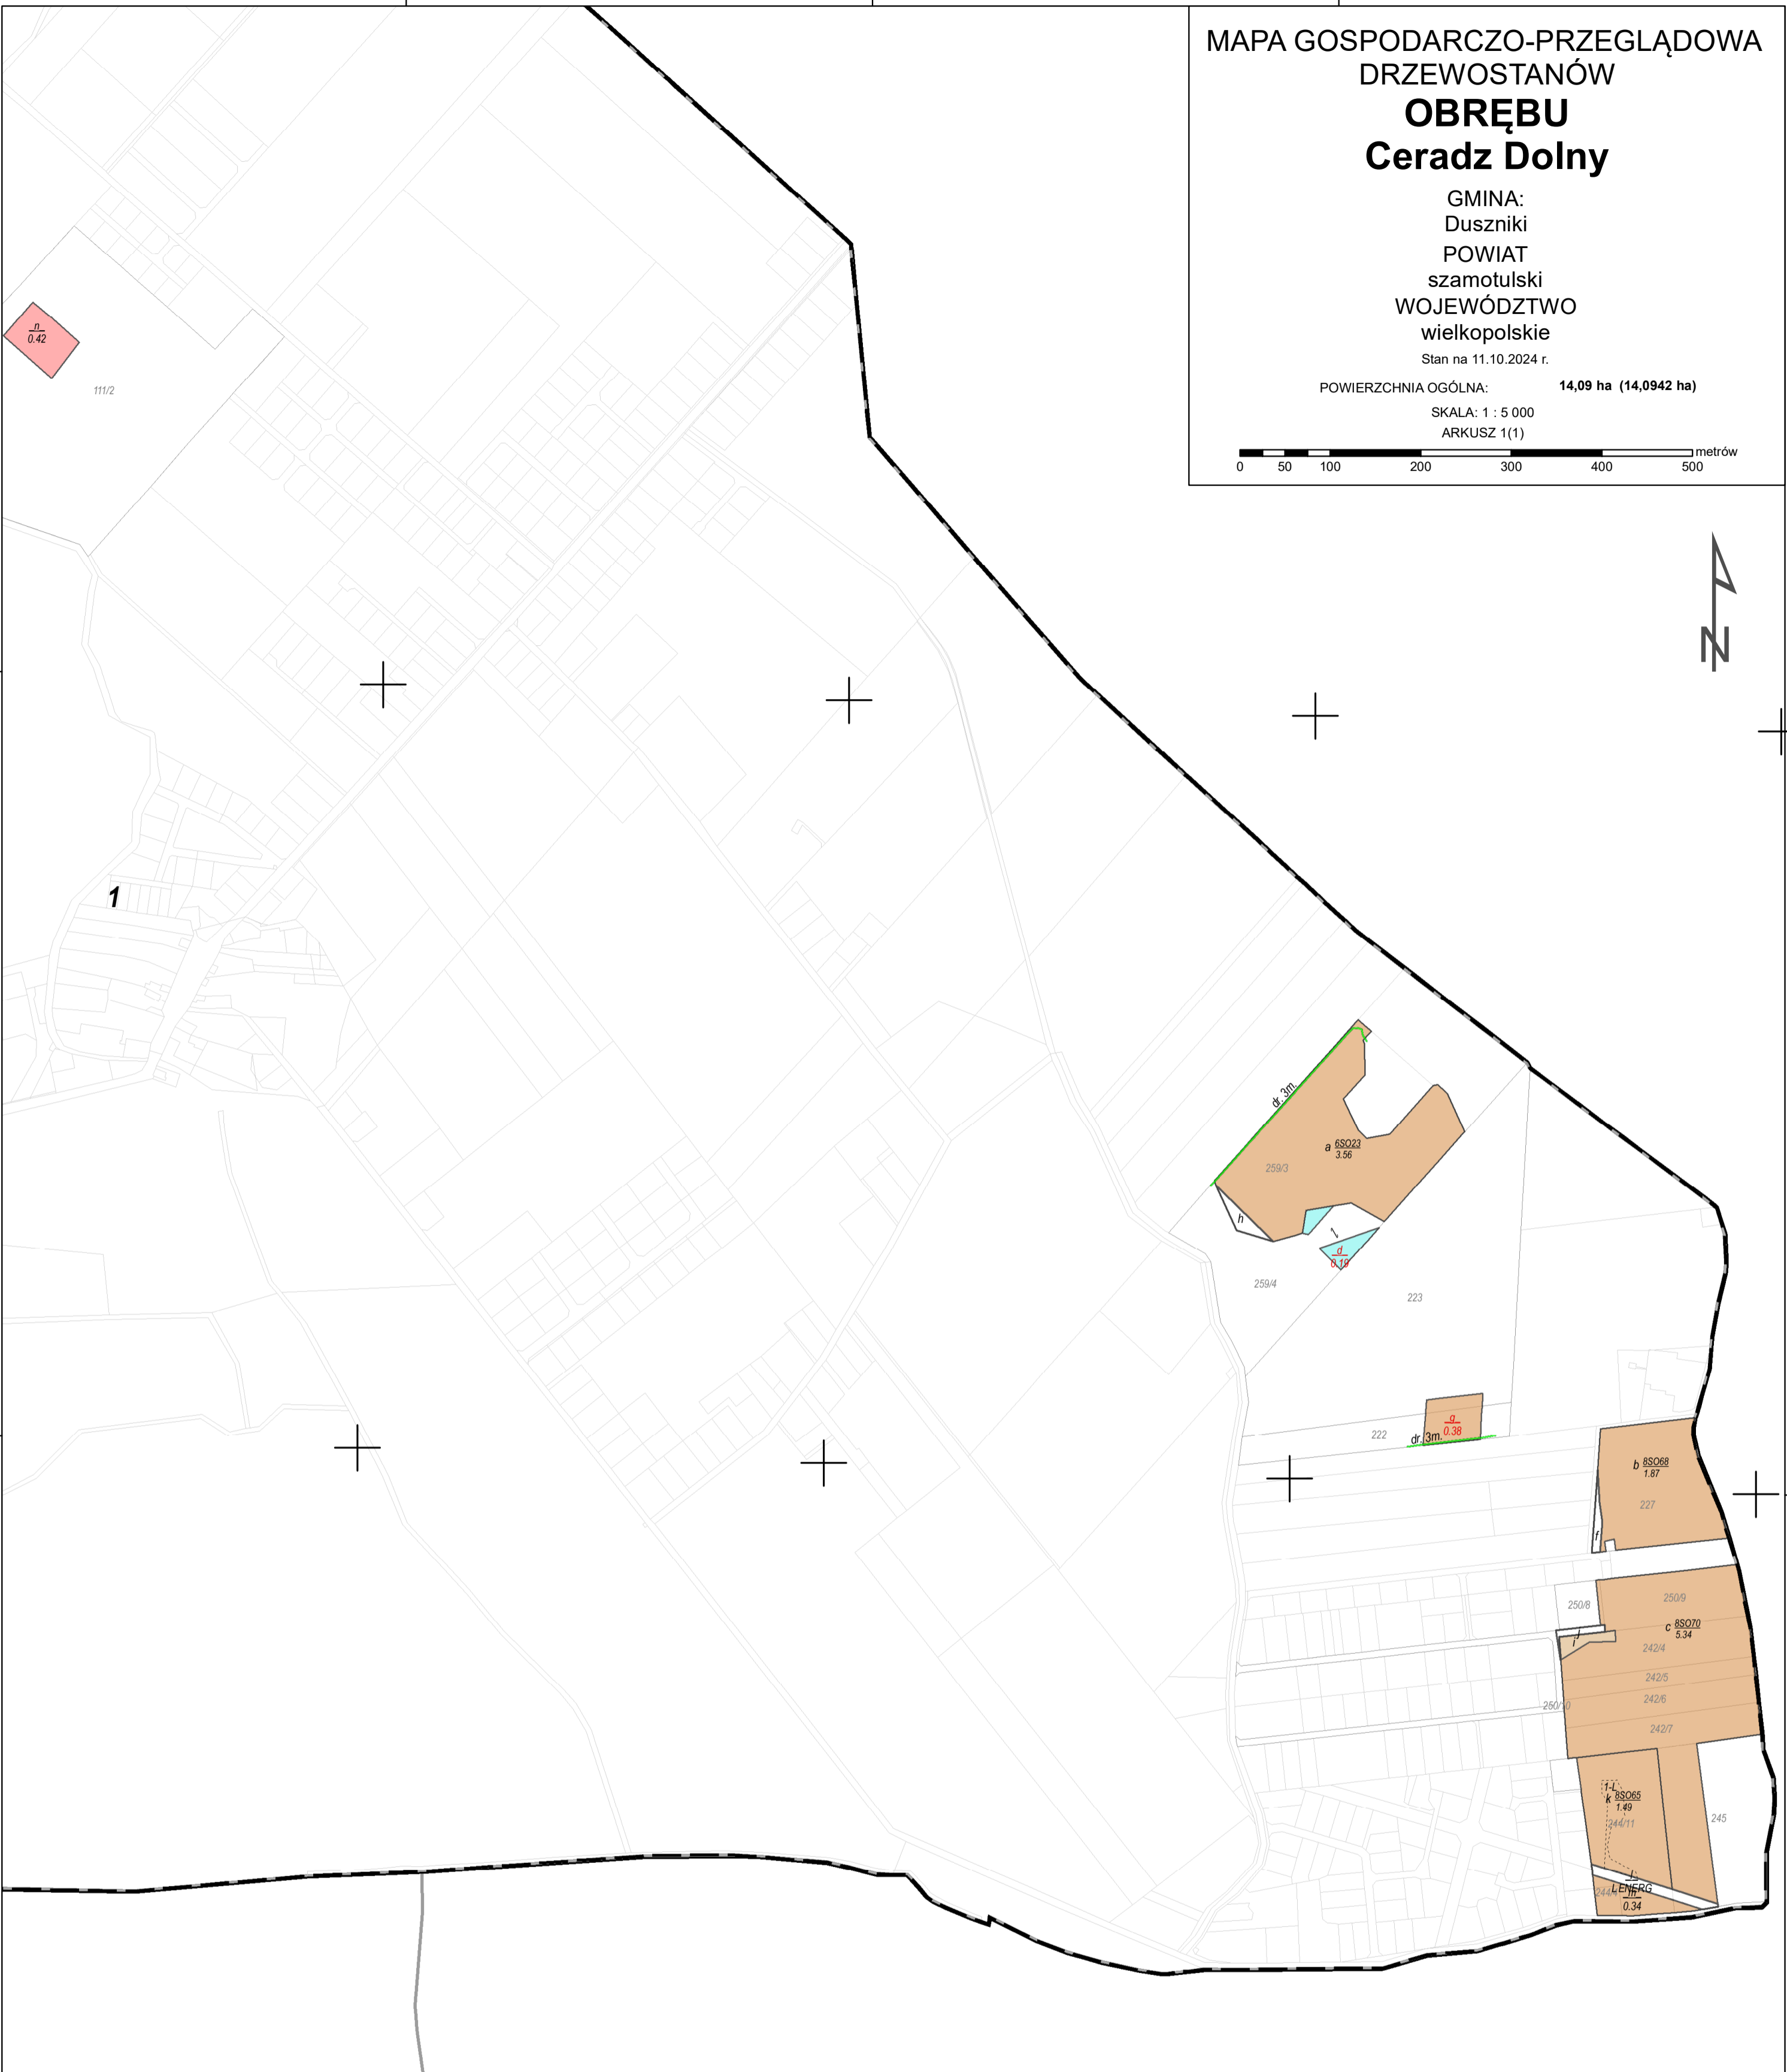 MAPA GOSPODARCZO-PRZEGLĄDOWA
DRZEWOSTANÓW
OBRĘBU
Ceradz Dolny
GMINA:
Duszniki
POWIAT
szamotulski
WOJEWÓDZTWO
wielkopolskie
Stan na 11.10.2024 r.
POWIERZCHNIA OGÓLNA: 14,09 ha (14,0942 ha)
SKALA: 1 : 5 000
ARKUSZ 1(1)
0 50 100 200 300 400 500 metrów
N
n
0.42
111/2
1
dr. 3m.
a 6SO23
3.56
259/3
h
d
0.19
259/4
223
g
0.38
222
dr. 3m.
b 8SO68
1.87
227
f
250/8
250/9
c 8SO70
5.34
j
i
242/4
242/5
242/6
250/10
242/7
1-L
k 8SO65
1.49
244/11
245
l
L ENERG
m
0.34